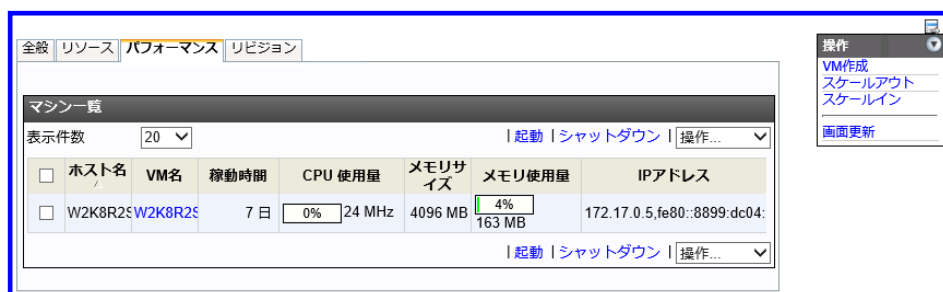 全般 リソース パフォーマンス リビジョン
操作
VM作成
スケールアウト
スケールイン
画面更新
マシン一覧
表示件数 20 | 起動 | シャットダウン | 操作...
ホスト名 VM名 稼動時間 CPU 使用量 メモリサイズ メモリ使用量 IPアドレス
W2K8R2S W2K8R2S 7 日 0% 24 MHz 4096 MB 4% 163 MB 172.17.0.5,fe80::8899:dc04:
| 起動 | シャットダウン | 操作...